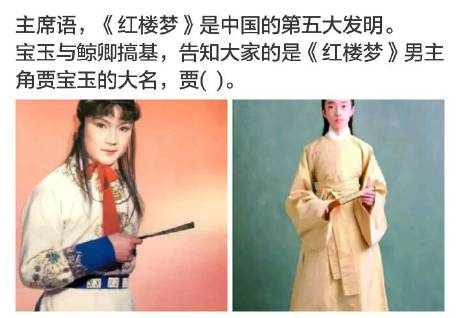 主席语，《红楼梦》是中国的第五大发明。
宝玉与鲸卿搞基，告知大家的是《红楼梦》男主
角贾宝玉的大名，贾( )。